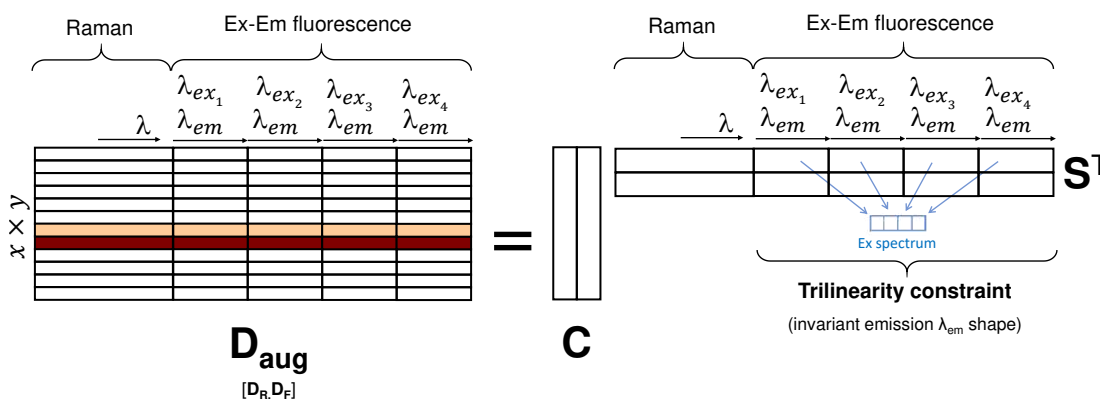 Raman Ex-Em fluorescence
λex1 λex2 λex3 λex4
λ λem λem λem λem
x × y
=
Daug
[DR,DF]
C
Raman Ex-Em fluorescence
λex1 λex2 λex3 λex4
λ λem λem λem λem
ST
Ex spectrum
Trilinearity constraint
(invariant emission λem shape)